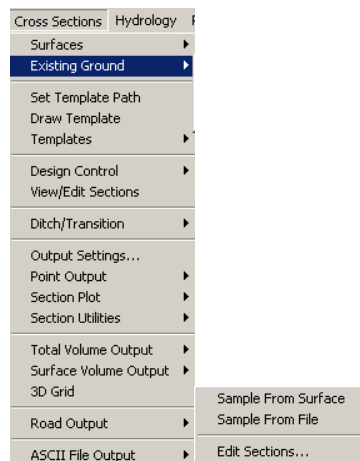 Cross Sections Hydrology
Surfaces
Existing Ground
Set Template Path
Draw Template
Templates
Design Control
View/Edit Sections
Ditch/Transition
Output Settings...
Point Output
Section Plot
Section Utilities
Total Volume Output
Surface Volume Output
3D Grid
Road Output
ASCII File Output
Sample From Surface
Sample From File
Edit Sections...